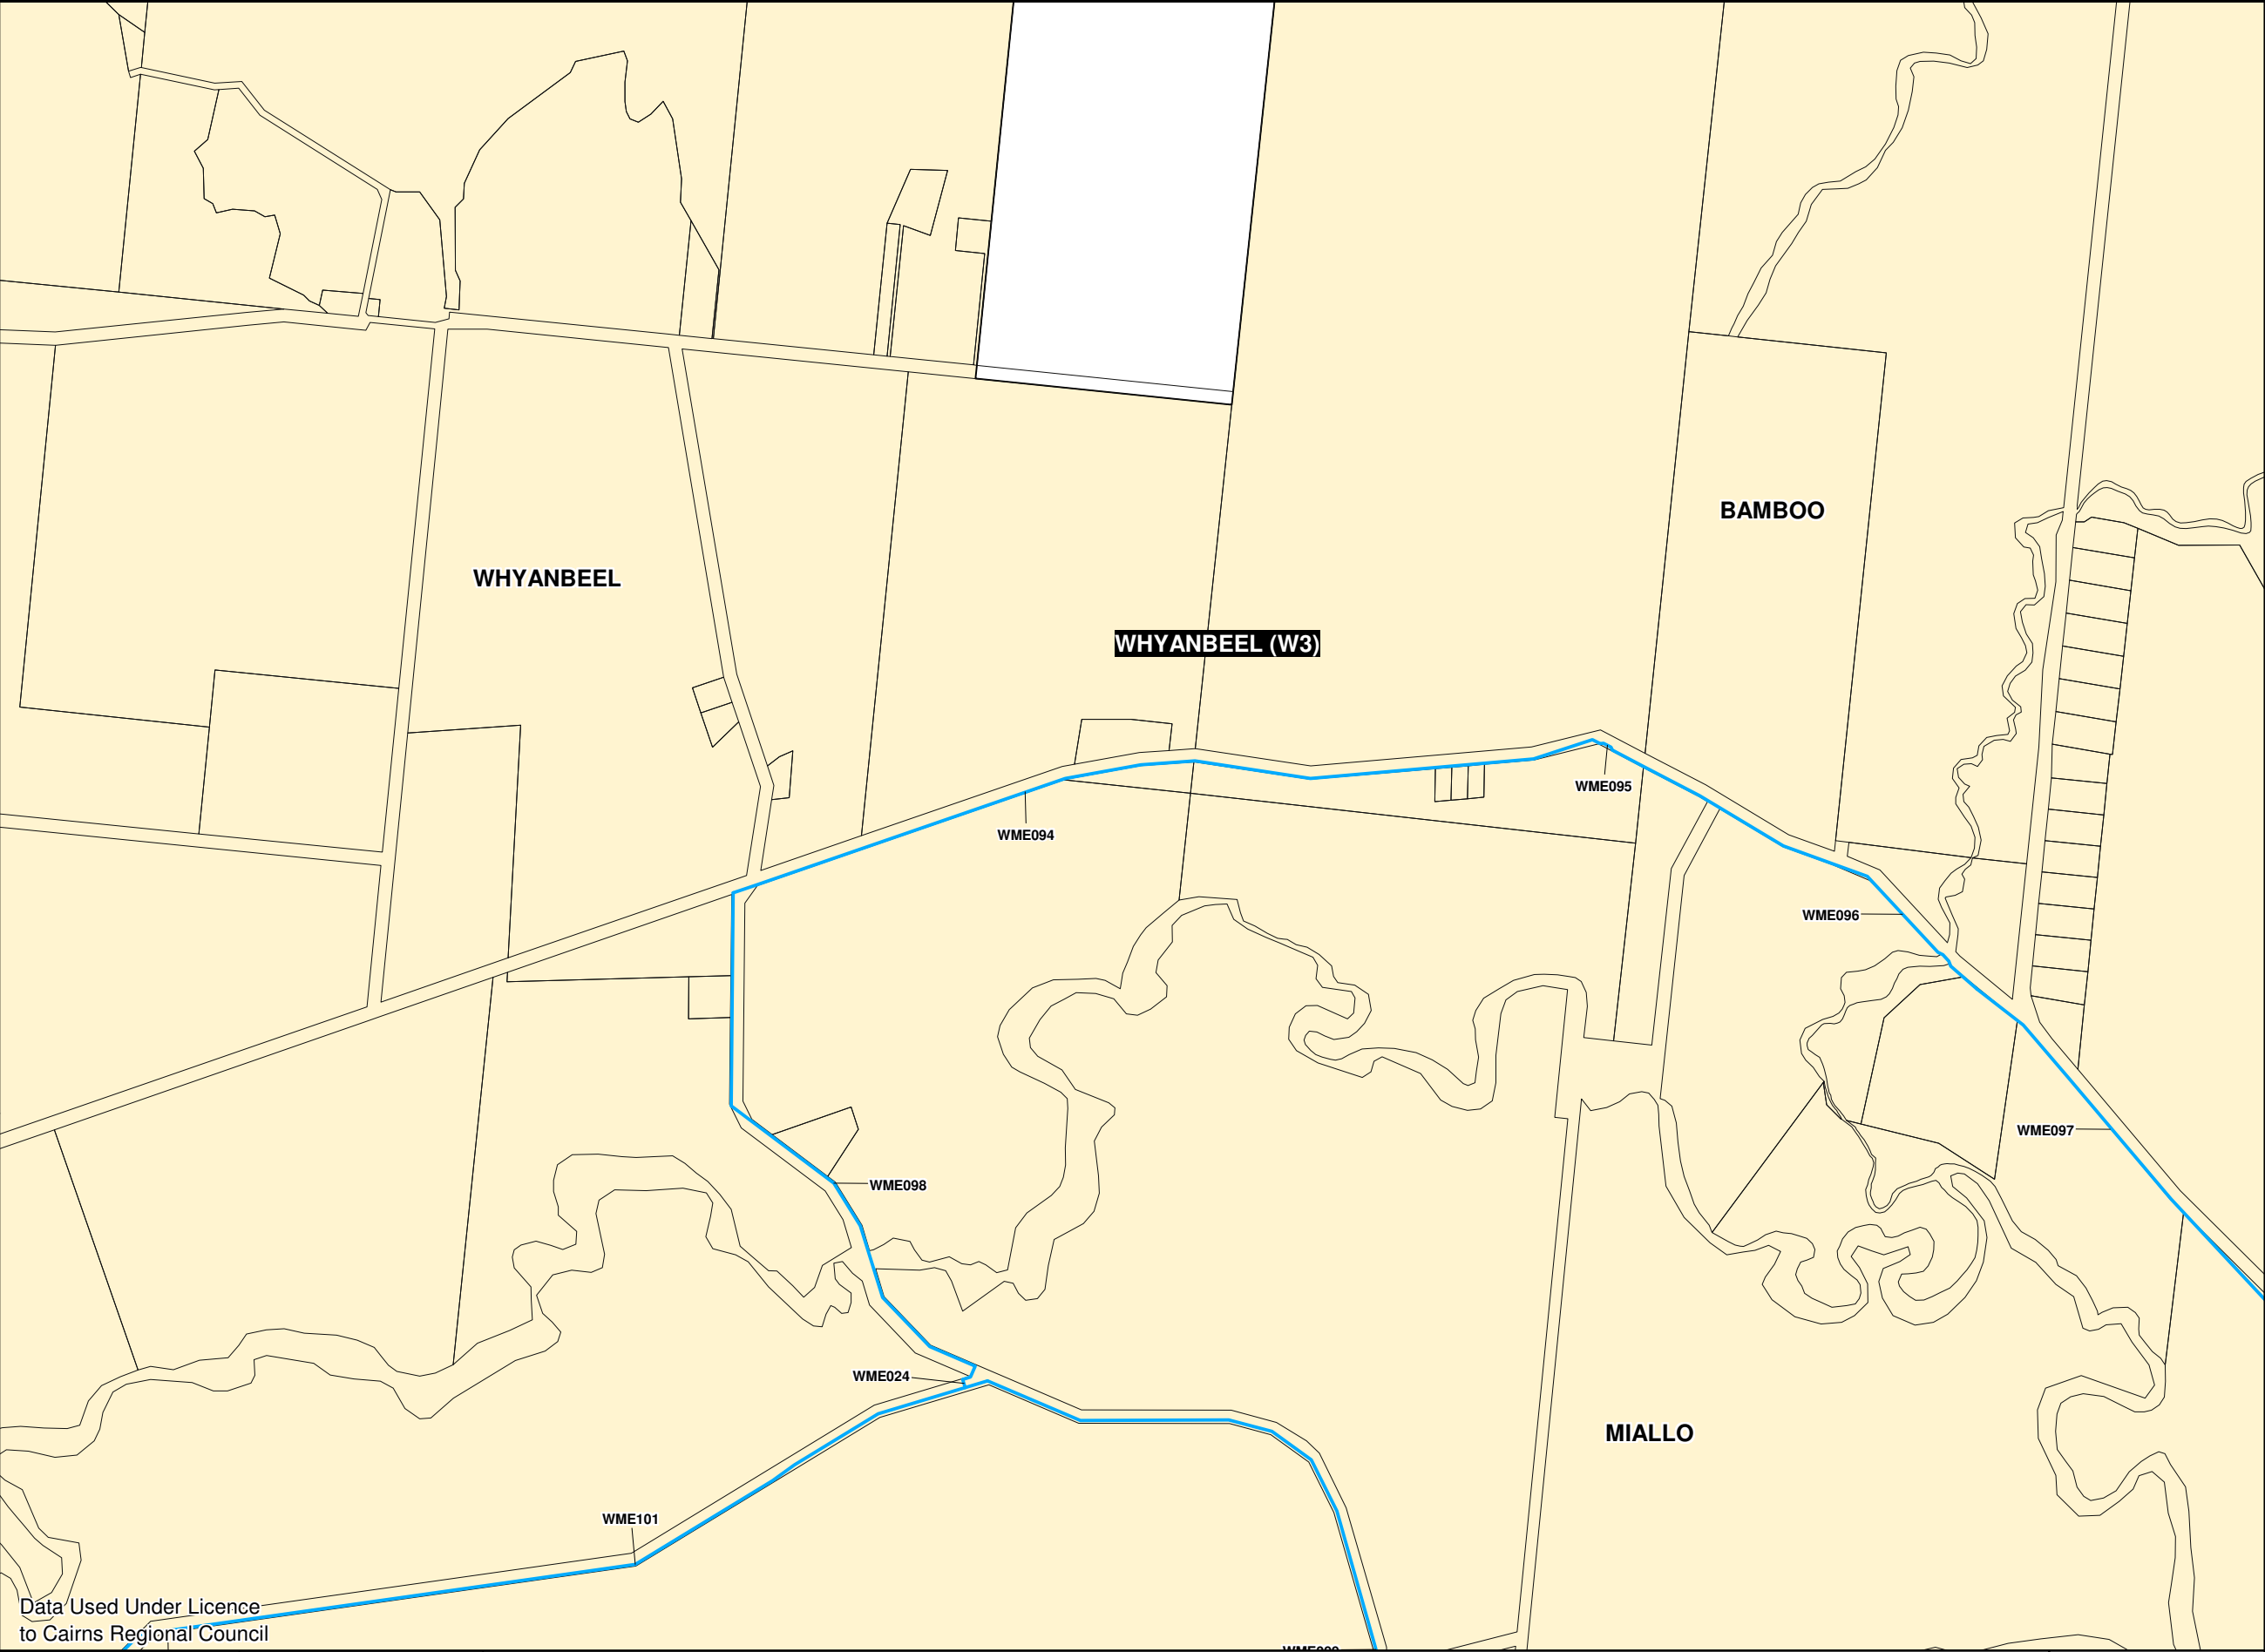 BAMBOO
WHYANBEEL
WHYANBEEL (W3)
WME095
WME094
WME096
WME097
WME098
WME024
MIALLO
WME101
Data Used Under Licence
to Cairns Regional Council